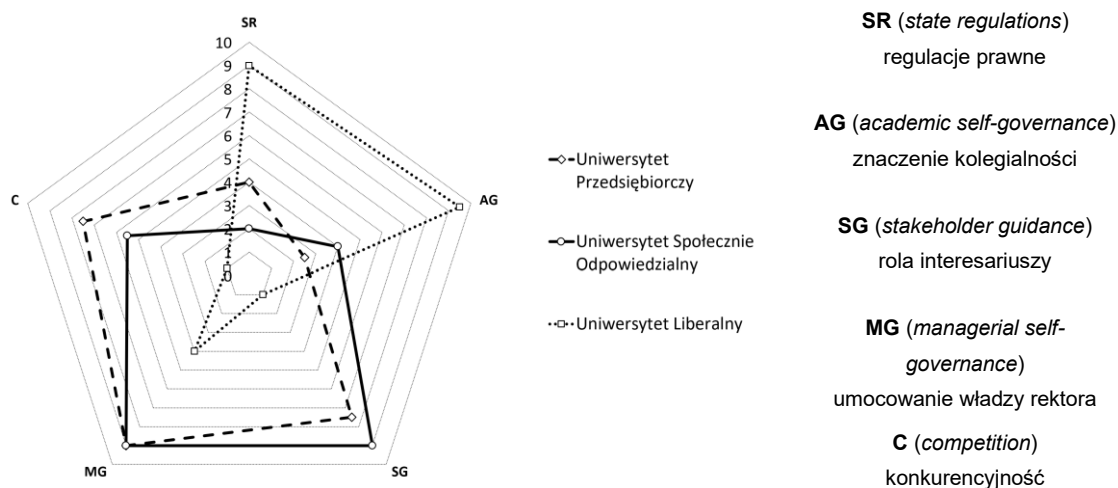 SR
10
9
8
7
6
5
4
3
2
1
0
C
AG
MG
SG
Uniwersytet
Przedsiębiorczy
Uniwersytet Społecznie
Odpowiedzialny
Uniwersytet Liberalny
SR (state regulations)
regulacje prawne
AG (academic self-governance)
znaczenie kolegialności
SG (stakeholder guidance)
rola interesariuszy
MG (managerial self-
governance)
umocowanie władzy rektora
C (competition)
konkurencyjność